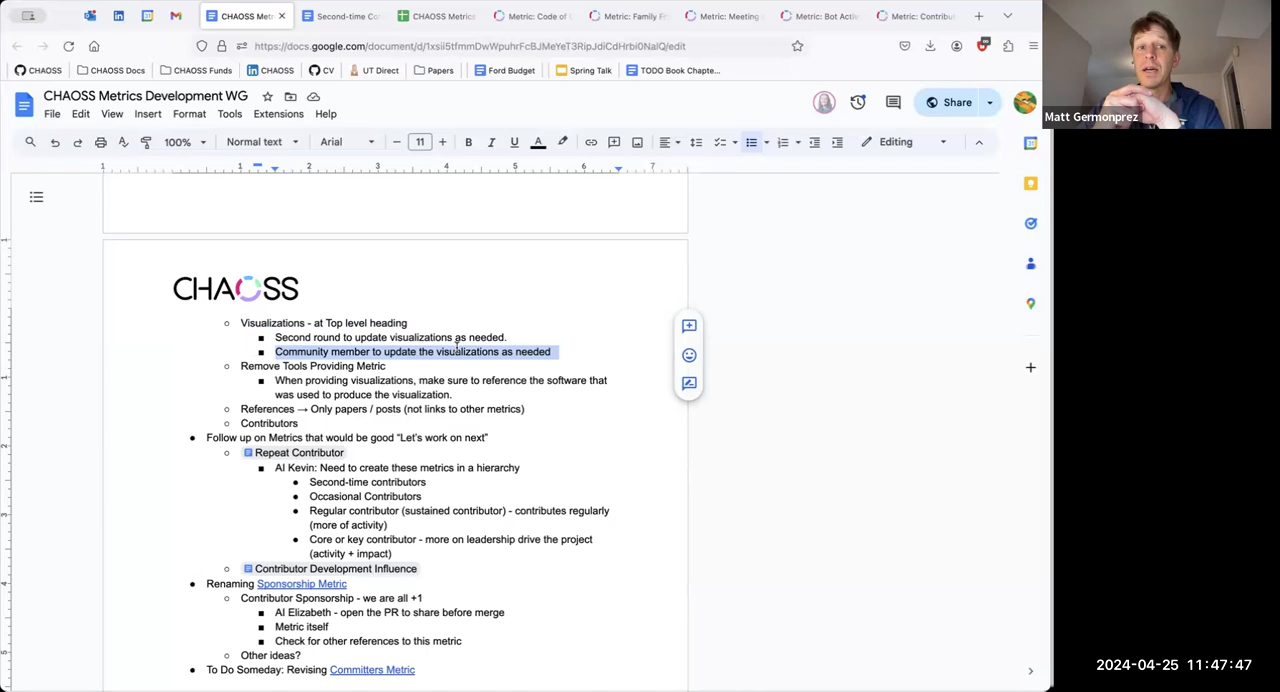 CHAOSS Metr
Second-time Co
CHAOSS Metrics
Metric: Code of
Metric: Family Fr
Metric: Meeting
Metric: Bot Activ
Metric: Contribut
https://docs.google.com/document/d/1xsii5tfmmDwWpuhrFcBJMeYeT3RipJdiCdHrbi0NaIQ/edit
CHAOSS
CHAOSS Docs
CHAOSS Funds
CHAOSS
CV
UT Direct
Papers
Ford Budget
Spring Talk
TODO Book Chapte...
CHAOSS Metrics Development WG
File Edit View Insert Format Tools Extensions Help
Share
100% Normal text Arial 11 B I U A Editing
1 1 2 3 4 5 6 7
CHAOSS
Visualizations - at Top level heading
Second round to update visualizations as needed.
Community member to update the visualizations as needed
Remove Tools Providing Metric
When providing visualizations, make sure to reference the software that
was used to produce the visualization.
References → Only papers / posts (not links to other metrics)
Contributors
Follow up on Metrics that would be good “Let’s work on next”
Repeat Contributor
AI Kevin: Need to create these metrics in a hierarchy
Second-time contributors
Occasional Contributors
Regular contributor (sustained contributor) - contributes regularly
(more of activity)
Core or key contributor - more on leadership drive the project
(activity + impact)
Contributor Development Influence
Renaming Sponsorship Metric
Contributor Sponsorship - we are all +1
AI Elizabeth - open the PR to share before merge
Metric itself
Check for other references to this metric
Other ideas?
To Do Someday: Revising Committers Metric
Matt Germonprez
2024-04-25 11:47:47